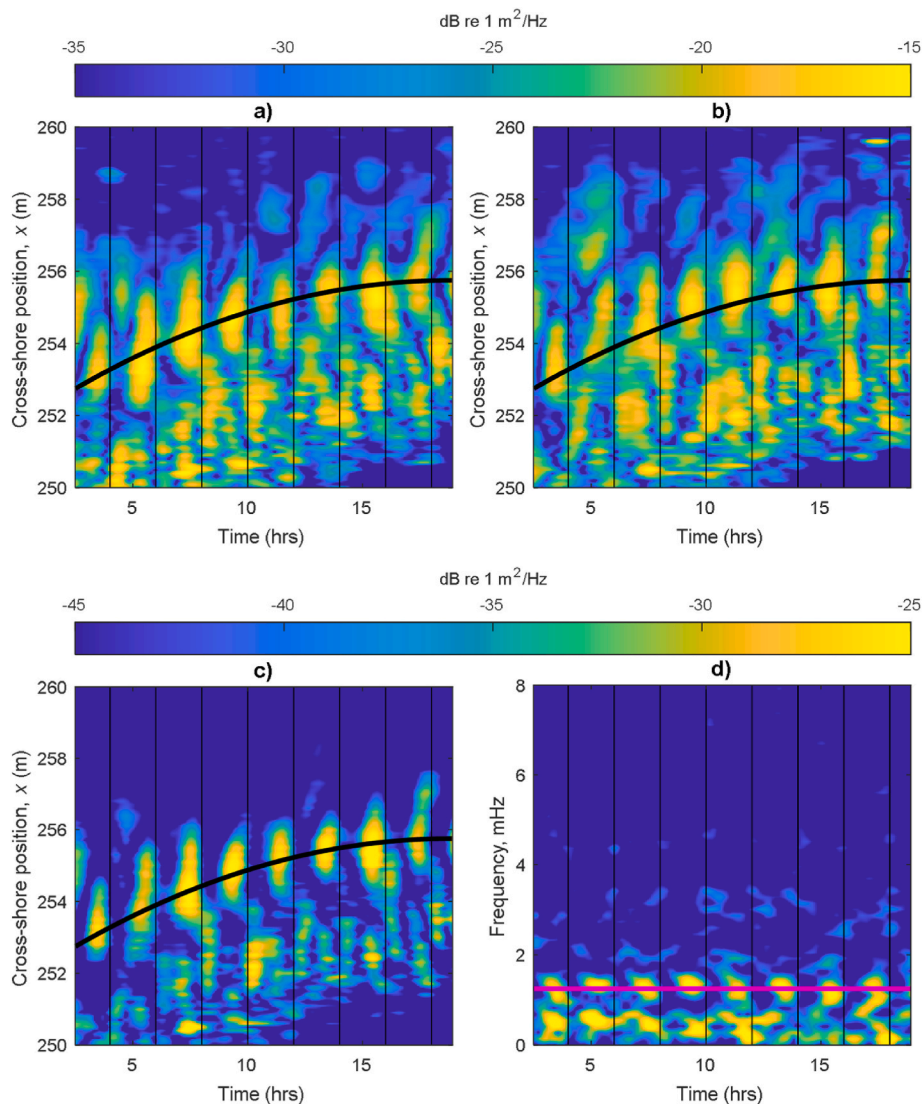 dB re 1 m²/Hz
-35 -30 -25 -20 -15
a) b)
260
258
256
254
252
250
Cross-shore position, x (m)
5 10 15
Time (hrs)
260
258
256
254
252
250
Cross-shore position, x (m)
5 10 15
Time (hrs)
dB re 1 m²/Hz
-45 -40 -35 -30 -25
c) d)
260
258
256
254
252
250
Cross-shore position, x (m)
5 10 15
Time (hrs)
8
6
4
2
0
Frequency, mHz
5 10 15
Time (hrs)